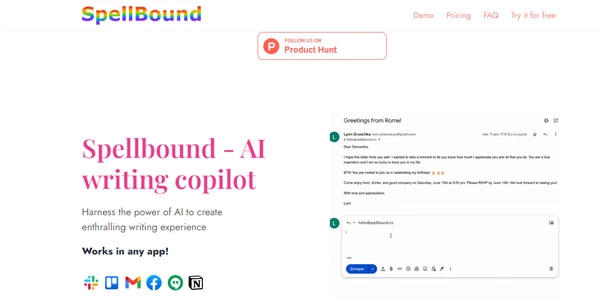 SpellBound
Demo Pricing FAQ Try it for free
FOLLOW US ON
Product Hunt
Greetings from Rome!
Spellbound - AI
writing copilot
Harness the power of AI to create
enthralling writing experience
Works in any app!
Lynn Gruschka
Dear Samantha,
I hope this letter finds you well. I wanted to take a moment to let you know how much I appreciate you and all that you do. You are a true
inspiration and I am so lucky to have you in my life.
BTW You are invited to join us in celebrating my birthday!
Come enjoy food, drinks, and good company on Saturday, June 10th at 6:00 pm. Please RSVP by June 10th. We look forward to seeing you!
With love and appreciation,
Lynn
hello@spellbound.cc
Envoyer